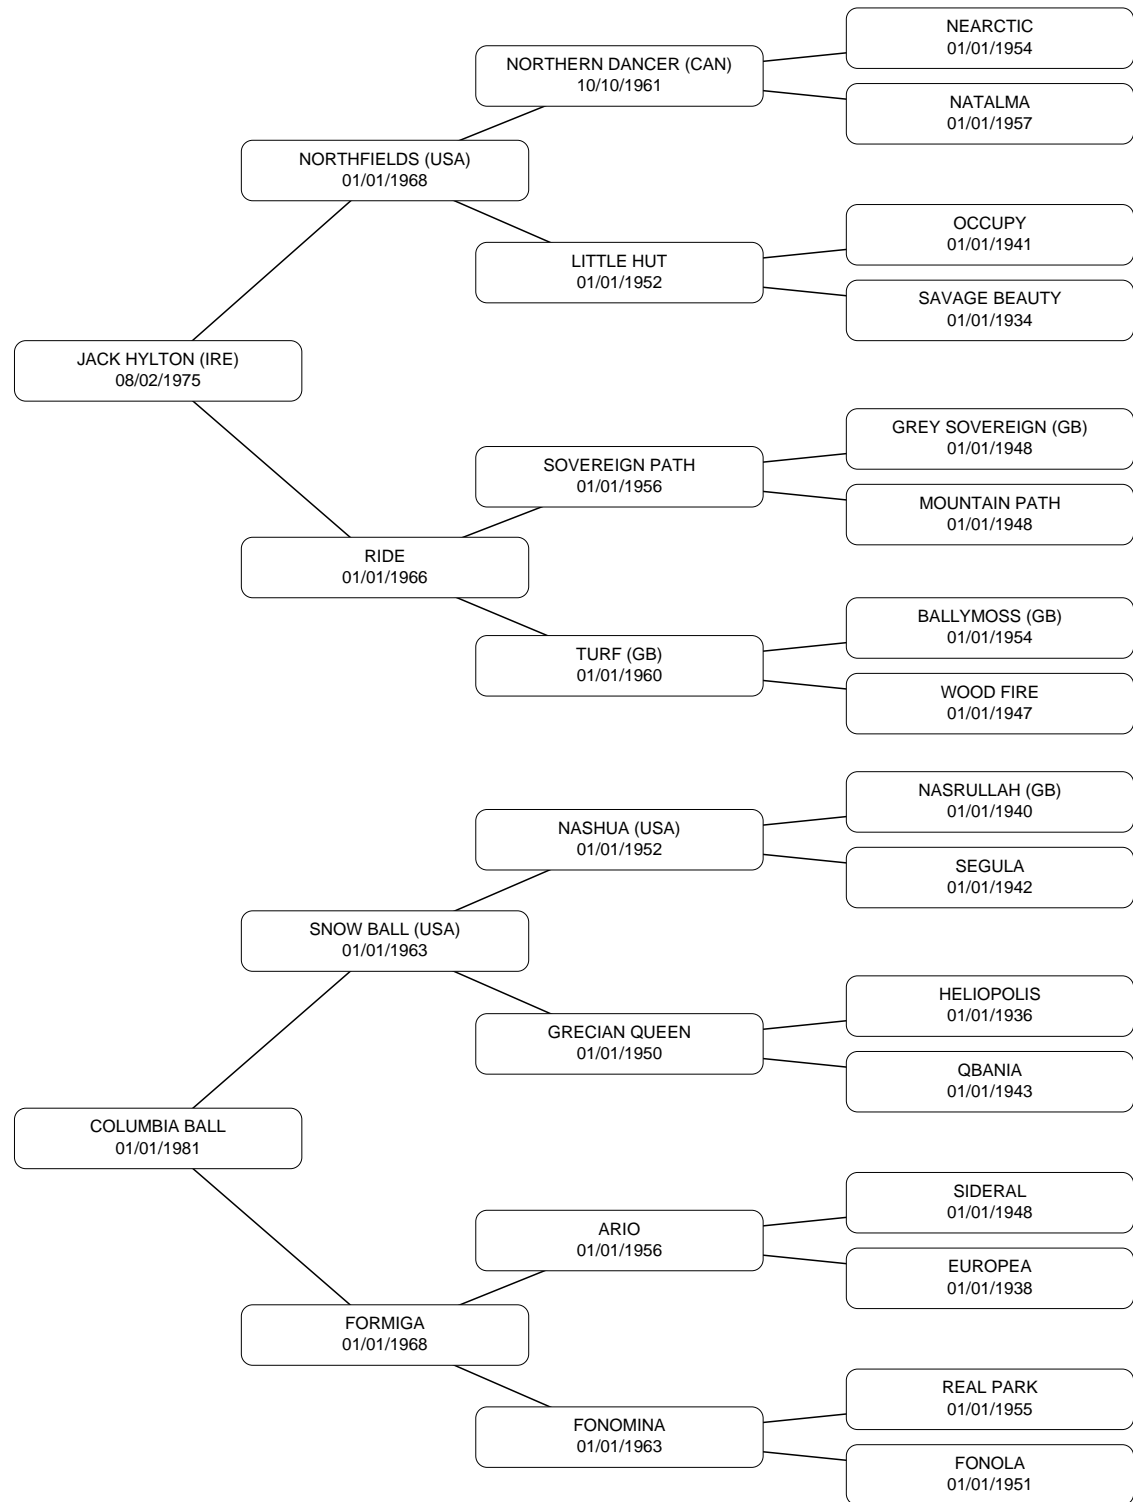 NEARCTIC
01/01/1954
NORTHERN DANCER (CAN)
10/10/1961
NATALMA
01/01/1957
NORTHFIELDS (USA)
01/01/1968
OCCUPY
01/01/1941
LITTLE HUT
01/01/1952
SAVAGE BEAUTY
01/01/1934
JACK HYLTON (IRE)
08/02/1975
GREY SOVEREIGN (GB)
01/01/1948
SOVEREIGN PATH
01/01/1956
MOUNTAIN PATH
01/01/1948
RIDE
01/01/1966
BALLYMOSS (GB)
01/01/1954
TURF (GB)
01/01/1960
WOOD FIRE
01/01/1947
NASRULLAH (GB)
01/01/1940
NASHUA (USA)
01/01/1952
SEGULA
01/01/1942
SNOW BALL (USA)
01/01/1963
HELIOPOLIS
01/01/1936
GRECIAN QUEEN
01/01/1950
QBANIA
01/01/1943
COLUMBIA BALL
01/01/1981
SIDERAL
01/01/1948
ARIO
01/01/1956
EUROPEA
01/01/1938
FORMIGA
01/01/1968
REAL PARK
01/01/1955
FONOMINA
01/01/1963
FONOLA
01/01/1951